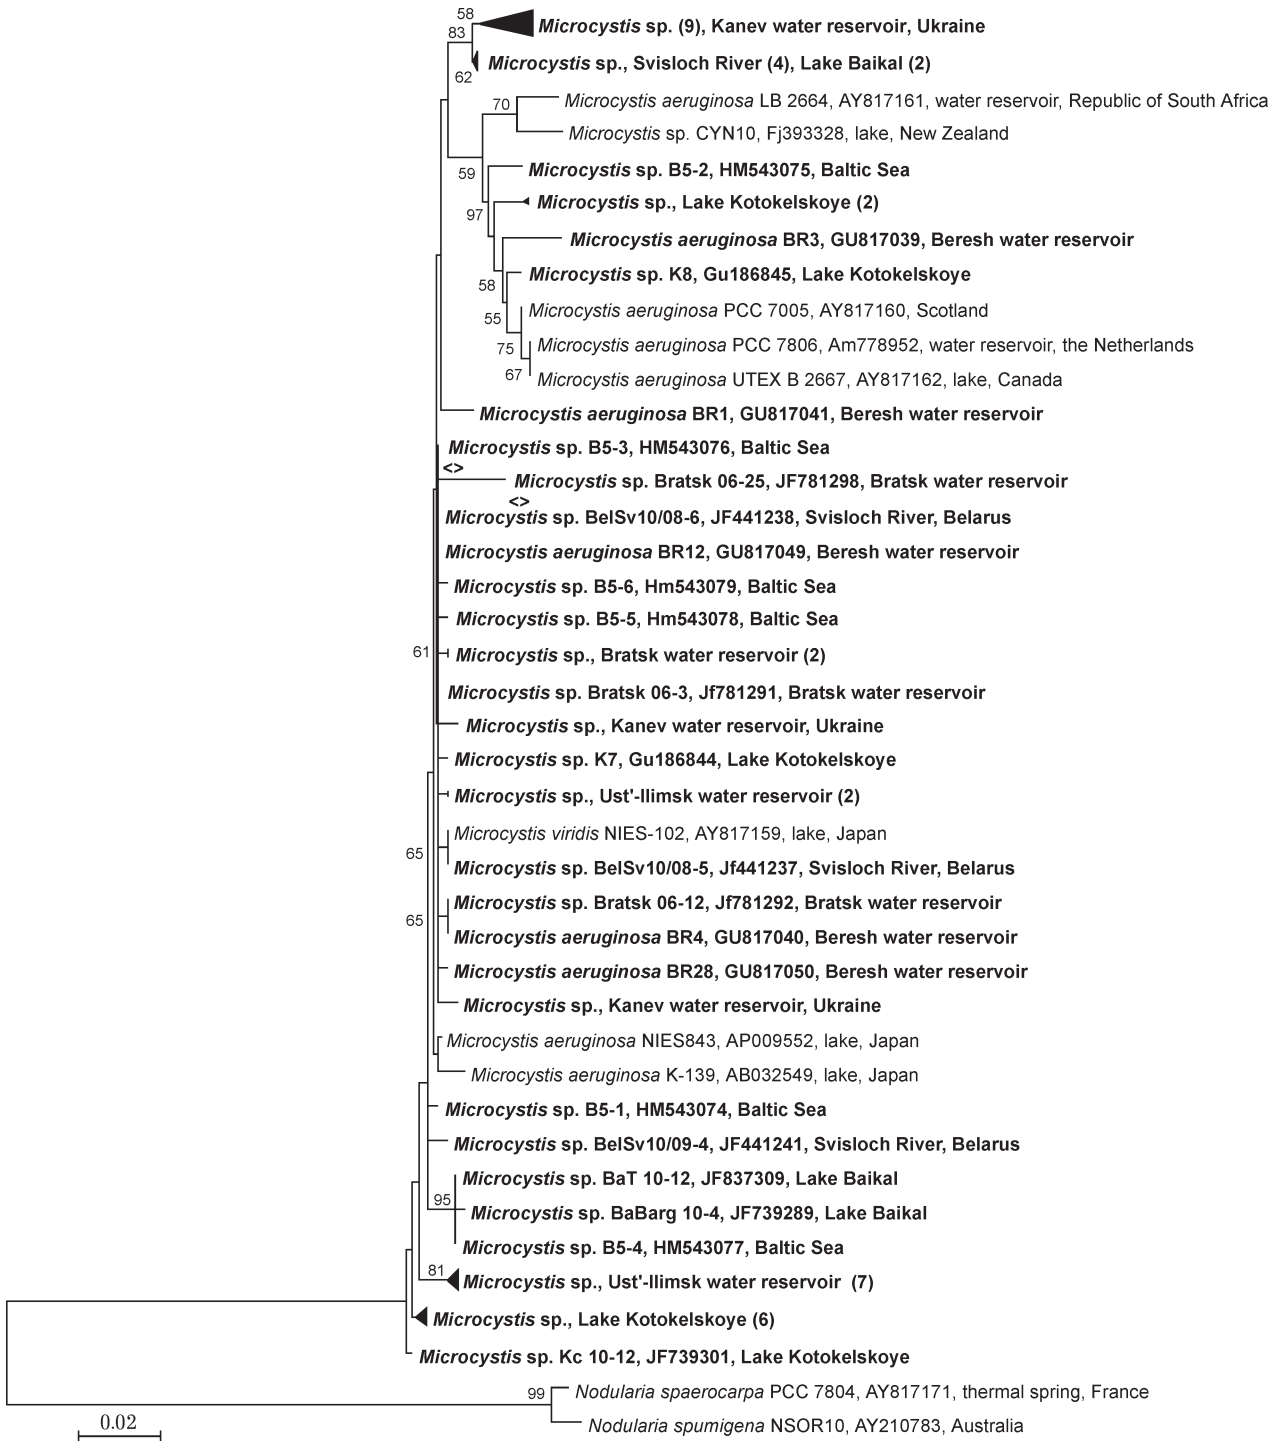 58
Microcystis sp. (9), Kanev water reservoir, Ukraine
83
Microcystis sp., Svisloch River (4), Lake Baikal (2)
62
Microcystis aeruginosa LB 2664, AY817161, water reservoir, Republic of South Africa
70
Microcystis sp. CYN10, Fj393328, lake, New Zealand
Microcystis sp. B5-2, HM543075, Baltic Sea
59
Microcystis sp., Lake Kotokelskoye (2)
97
Microcystis aeruginosa BR3, GU817039, Beresh water reservoir
Microcystis sp. K8, Gu186845, Lake Kotokelskoye
58
Microcystis aeruginosa PCC 7005, AY817160, Scotland
55
Microcystis aeruginosa PCC 7806, Am778952, water reservoir, the Netherlands
75
67
Microcystis aeruginosa UTEX B 2667, AY817162, lake, Canada
Microcystis aeruginosa BR1, GU817041, Beresh water reservoir
Microcystis sp. B5-3, HM543076, Baltic Sea
<>
Microcystis sp. Bratsk 06-25, JF781298, Bratsk water reservoir
<>
Microcystis sp. BelSv10/08-6, JF441238, Svisloch River, Belarus
Microcystis aeruginosa BR12, GU817049, Beresh water reservoir
Microcystis sp. B5-6, Hm543079, Baltic Sea
Microcystis sp. B5-5, Hm543078, Baltic Sea
61
Microcystis sp., Bratsk water reservoir (2)
Microcystis sp. Bratsk 06-3, Jf781291, Bratsk water reservoir
Microcystis sp., Kanev water reservoir, Ukraine
Microcystis sp. K7, Gu186844, Lake Kotokelskoye
Microcystis sp., Ust'-Ilimsk water reservoir (2)
Microcystis viridis NIES-102, AY817159, lake, Japan
65
Microcystis sp. BelSv10/08-5, Jf441237, Svisloch River, Belarus
Microcystis sp. Bratsk 06-12, Jf781292, Bratsk water reservoir
65
Microcystis aeruginosa BR4, GU817040, Beresh water reservoir
Microcystis aeruginosa BR28, GU817050, Beresh water reservoir
Microcystis sp., Kanev water reservoir, Ukraine
Microcystis aeruginosa NIES843, AP009552, lake, Japan
Microcystis aeruginosa K-139, AB032549, lake, Japan
Microcystis sp. B5-1, HM543074, Baltic Sea
Microcystis sp. BelSv10/09-4, JF441241, Svisloch River, Belarus
Microcystis sp. BaT 10-12, JF837309, Lake Baikal
95
Microcystis sp. BaBarg 10-4, JF739289, Lake Baikal
Microcystis sp. B5-4, HM543077, Baltic Sea
81
Microcystis sp., Ust'-Ilimsk water reservoir (7)
Microcystis sp., Lake Kotokelskoye (6)
Microcystis sp. Kc 10-12, JF739301, Lake Kotokelskoye
99
Nodularia spaerocarpa PCC 7804, AY817171, thermal spring, France
Nodularia spumigena NSOR10, AY210783, Australia
0.02